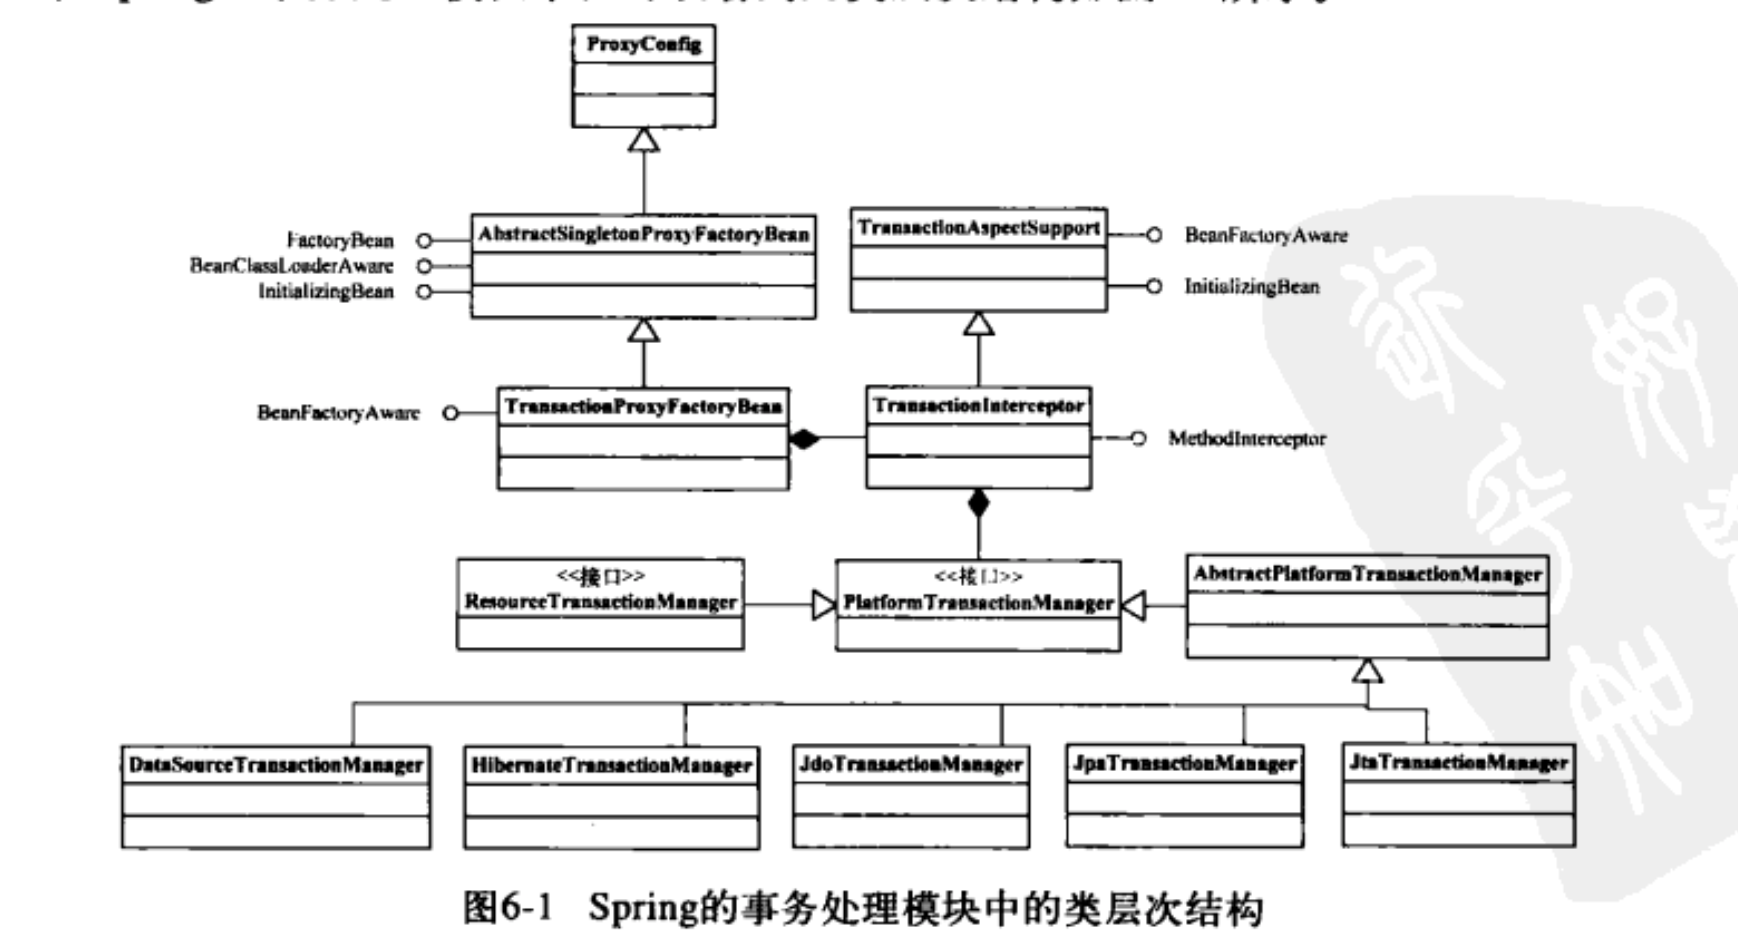 ProxyConfig
FactoryBean
BeanClassLoaderAware
InitializingBean
AbstractSingletonProxyFactoryBean
TransactionAspectSupport
BeanFactoryAware
InitializingBean
BeanFactoryAware
TransactionProxyFactoryBean
TransactionInterceptor
MethodInterceptor
<<接口>>
ResourceTransactionManager
<<接口>>
PlatformTransactionManager
AbstractPlatformTransactionManager
DataSourceTransactionManager
HibernateTransactionManager
JdoTransactionManager
JpaTransactionManager
JtaTransactionManager
图6-1 Spring的事务处理模块中的类层次结构